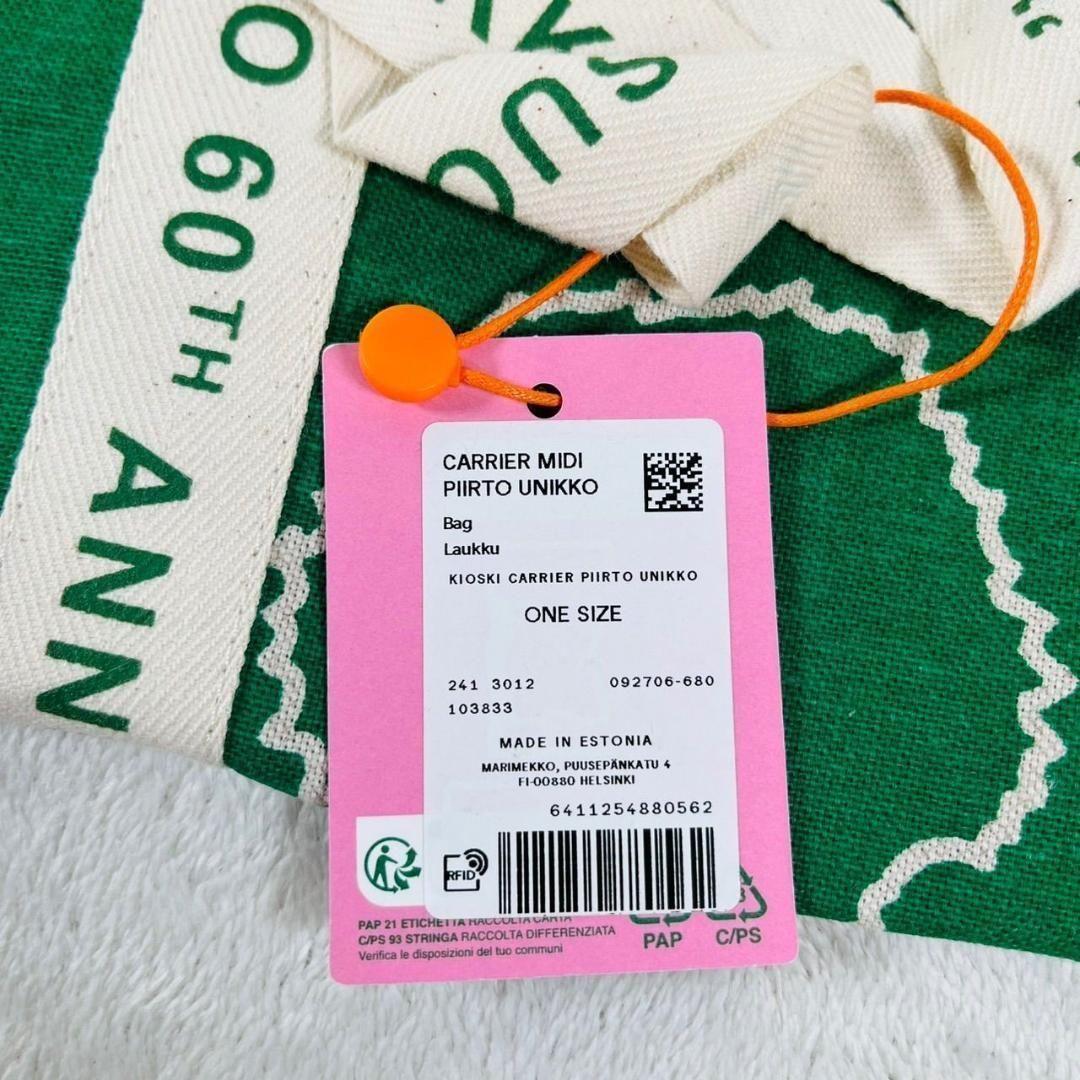 O 60TH ANN
UO
CARRIER MIDI
PIIRTO UNIKKO
Bag
Laukku
KIOSKI CARRIER PIIRTO UNIKKO
ONE SIZE
241 3012
092706-680
103833
MADE IN ESTONIA
MARIMEKKO, PUUSEPÄNKATU 4
FI-00880 HELSINKI
6411254880562
RFID
PAP 21 ETICHETTA RACCOLTA CARTA
C/PS 93 STRINGA RACCOLTA DIFFERENZIATA
Verifica le disposizioni del tuo comuni
PAP
C/PS